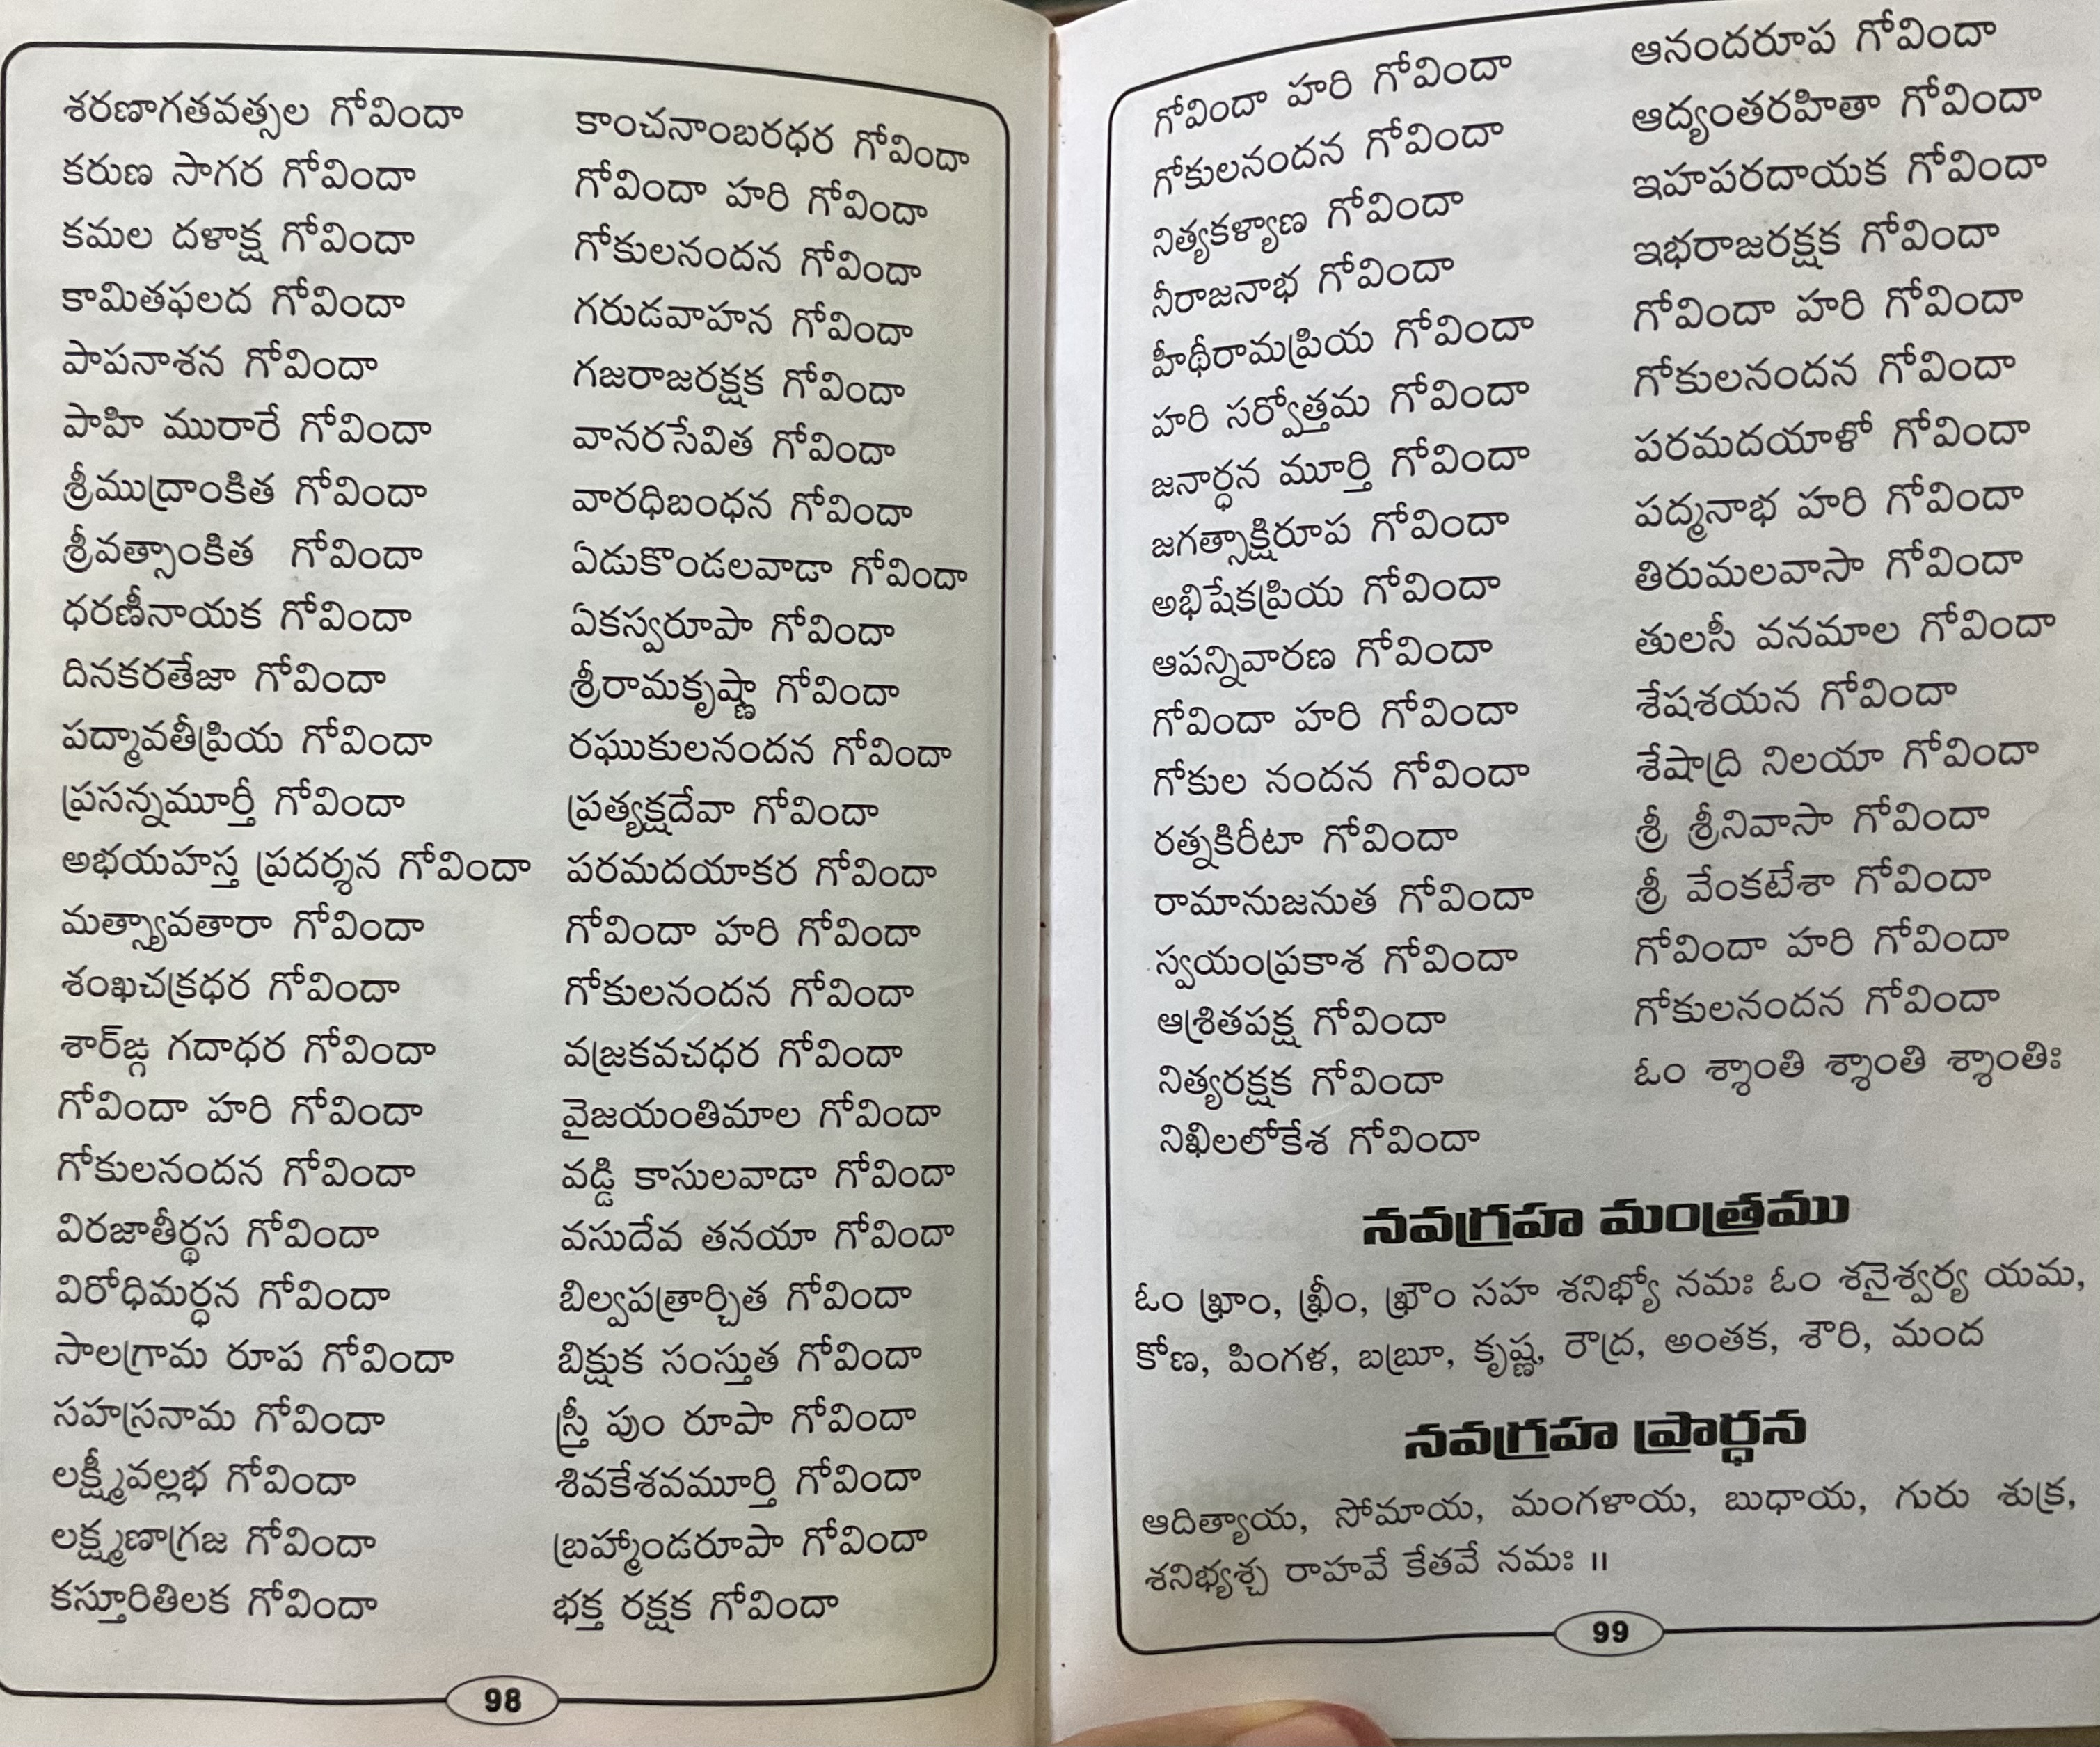 శరణాగతవత్సల గోవిందా
కరుణ సాగర గోవిందా
కమల దళాక్ష గోవిందా
కామితఫలద గోవిందా
పాపనాశన గోవిందా
పాహి మురారే గోవిందా
శ్రీముద్రాంకిత గోవిందా
శ్రీవత్సాంకిత గోవిందా
ధరణీనాయక గోవిందా
దినకరతేజా గోవిందా
పద్మావతీప్రియ గోవిందా
ప్రసన్నమూర్తీ గోవిందా
అభయహస్త ప్రదర్శన గోవిందా
మత్స్యావతారా గోవిందా
శంఖచక్రధర గోవిందా
శార్‌ఙ్గ గదాధర గోవిందా
గోవిందా హరి గోవిందా
గోకులనందన గోవిందా
విరజాతీర్థస గోవిందా
విరోధిమర్ధన గోవిందా
సాలగ్రామ రూప గోవిందా
సహస్రనామ గోవిందా
లక్ష్మీవల్లభ గోవిందా
లక్ష్మణాగ్రజ గోవిందా
కస్తూరితిలక గోవిందా
కాంచనాంబరధర గోవిందా
గోవిందా హరి గోవిందా
గోకులనందన గోవిందా
గరుడవాహన గోవిందా
గజరాజరక్షక గోవిందా
వానరసేవిత గోవిందా
వారధిబంధన గోవిందా
ఏడుకొండలవాడా గోవిందా
ఏకస్వరూపా గోవిందా
శ్రీరామకృష్ణా గోవిందా
రఘుకులనందన గోవిందా
ప్రత్యక్షదేవా గోవిందా
పరమదయాకర గోవిందా
గోవిందా హరి గోవిందా
గోకులనందన గోవిందా
వజ్రకవచధర గోవిందా
వైజయంతిమాల గోవిందా
వడ్డి కాసులవాడా గోవిందా
వసుదేవ తనయా గోవిందా
బిల్వపత్రార్చిత గోవిందా
బిక్షుక సంస్తుత గోవిందా
స్త్రీ పుం రూపా గోవిందా
శివకేశవమూర్తి గోవిందా
బ్రహ్మాండరూపా గోవిందా
భక్త రక్షక గోవిందా
98
గోవిందా హరి గోవిందా
గోకులనందన గోవిందా
నిత్యకళ్యాణ గోవిందా
నీరాజనాభ గోవిందా
హీథీరామప్రియ గోవిందా
హరి సర్వోత్తమ గోవిందా
జనార్ధన మూర్తి గోవిందా
జగత్సాక్షిరూప గోవిందా
అభిషేకప్రియ గోవిందా
ఆపన్నివారణ గోవిందా
గోవిందా హరి గోవిందా
గోకుల నందన గోవిందా
రత్నకిరీటా గోవిందా
రామానుజనుత గోవిందా
స్వయంప్రకాశ గోవిందా
ఆశ్రితపక్ష గోవిందా
నిత్యరక్షక గోవిందా
నిఖిలలోకేశ గోవిందా
ఆనందరూప గోవిందా
ఆద్యంతరహితా గోవిందా
ఇహపరదాయక గోవిందా
ఇభరాజరక్షక గోవిందా
గోవిందా హరి గోవిందా
గోకులనందన గోవిందా
పరమదయాళో గోవిందా
పద్మనాభ హరి గోవిందా
తిరుమలవాసా గోవిందా
తులసీ వనమాల గోవిందా
శేషశయన గోవిందా
శేషాద్రి నిలయా గోవిందా
శ్రీ శ్రీనివాసా గోవిందా
శ్రీ వేంకటేశా గోవిందా
గోవిందా హరి గోవిందా
గోకులనందన గోవిందా
ఓం శ్శాంతి శ్శాంతి శ్శాంతిః
నవగ్రహ మంత్రము
ఓం ఖ్రాం, ఖ్రీం, ఖ్రౌం సహ శనిభ్యో నమః ఓం శనైశ్వర్య యమ,
కోణ, పింగళ, బబ్రూ, కృష్ణ, రౌద్ర, అంతక, శౌరి, మంద
నవగ్రహ ప్రార్ధన
ఆదిత్యాయ, సోమాయ, మంగళాయ, బుధాయ, గురు శుక్ర,
శనిభ్యశ్చ రాహవే కేతవే నమః ॥
99